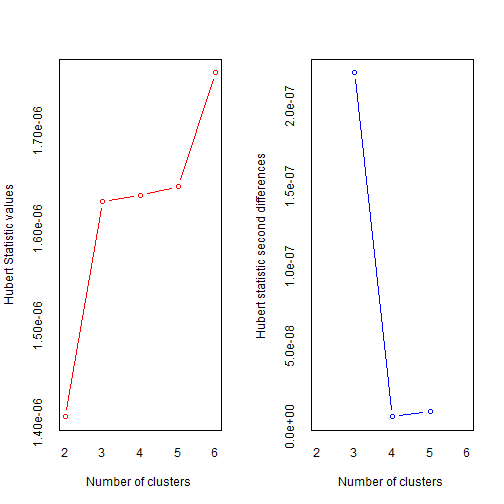 Hubert Statistic values
1.70e-06
1.60e-06
1.50e-06
1.40e-06
2 3 4 5 6
Number of clusters
Hubert statistic second differences
2.0e-07
1.5e-07
1.0e-07
5.0e-08
0.0e+00
2 3 4 5 6
Number of clusters